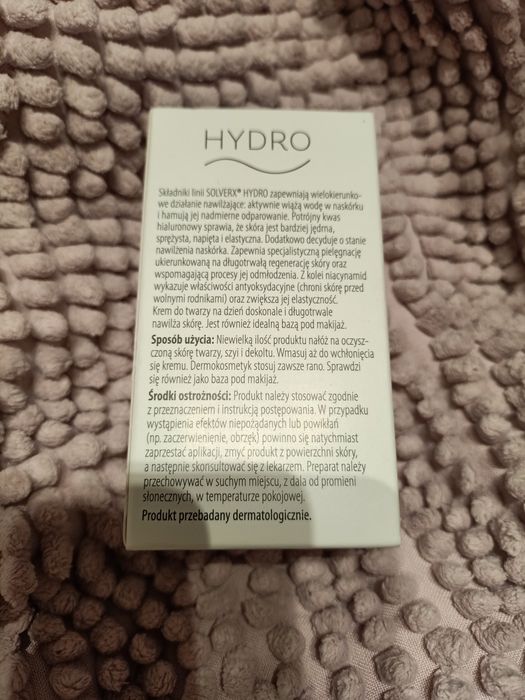 HYDRO
Składniki linii SOLVERX® HYDRO zapewniają wielokierunko-
we działanie nawilżające: aktywnie wiążą wodę w naskórku
i hamują jej nadmierne odparowanie. Potrójny kwas
hialuronowy sprawia, że skóra jest bardziej jędrna,
sprężysta, napięta i elastyczna. Dodatkowo decyduje o stanie
nawilżenia naskórka. Zapewnia specjalistyczną pielęgnację
ukierunkowaną na długotrwałą regenerację skóry oraz
wspomagającą procesy jej odmłodzenia. Z kolei niacynamid
wykazuje właściwości antyoksydacyjne (chroni skórę przed
wolnymi rodnikami) oraz zwiększa jej elastyczność.
Krem do twarzy na dzień doskonale i długotrwale
nawilża skórę. Jest również idealną bazą pod makijaż.
Sposób użycia: Niewielką ilość produktu nałóż na oczysz-
czoną skórę twarzy, szyi i dekoltu. Wmasuj aż do wchłonięcia
się kremu. Dermokosmetyk stosuj zawsze rano. Sprawdzi
się również jako baza pod makijaż.
Środki ostrożności: Produkt należy stosować zgodnie
z przeznaczeniem i instrukcją postępowania. W przypadku
wystąpienia efektów niepożądanych lub powikłań
(np. zaczerwienienie, obrzęk) powinno się natychmiast
zaprzestać aplikacji, zmyć produkt z powierzchni skóry,
a następnie skonsultować się z lekarzem. Preparat należy
przechowywać w suchym miejscu, z dala od promieni
słonecznych, w temperaturze pokojowej.
Produkt przebadany dermatologicznie.